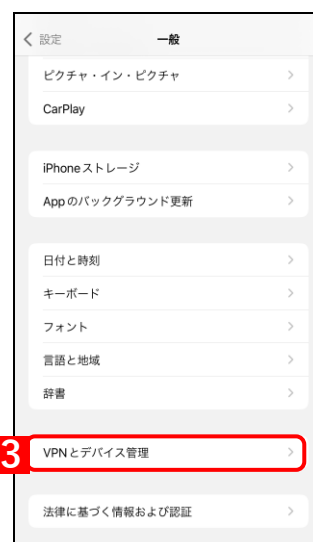 設定 一般
ピクチャ・イン・ピクチャ
CarPlay
iPhoneストレージ
Appのバックグラウンド更新
日付と時刻
キーボード
フォント
言語と地域
辞書
3 VPNとデバイス管理
法律に基づく情報および認証